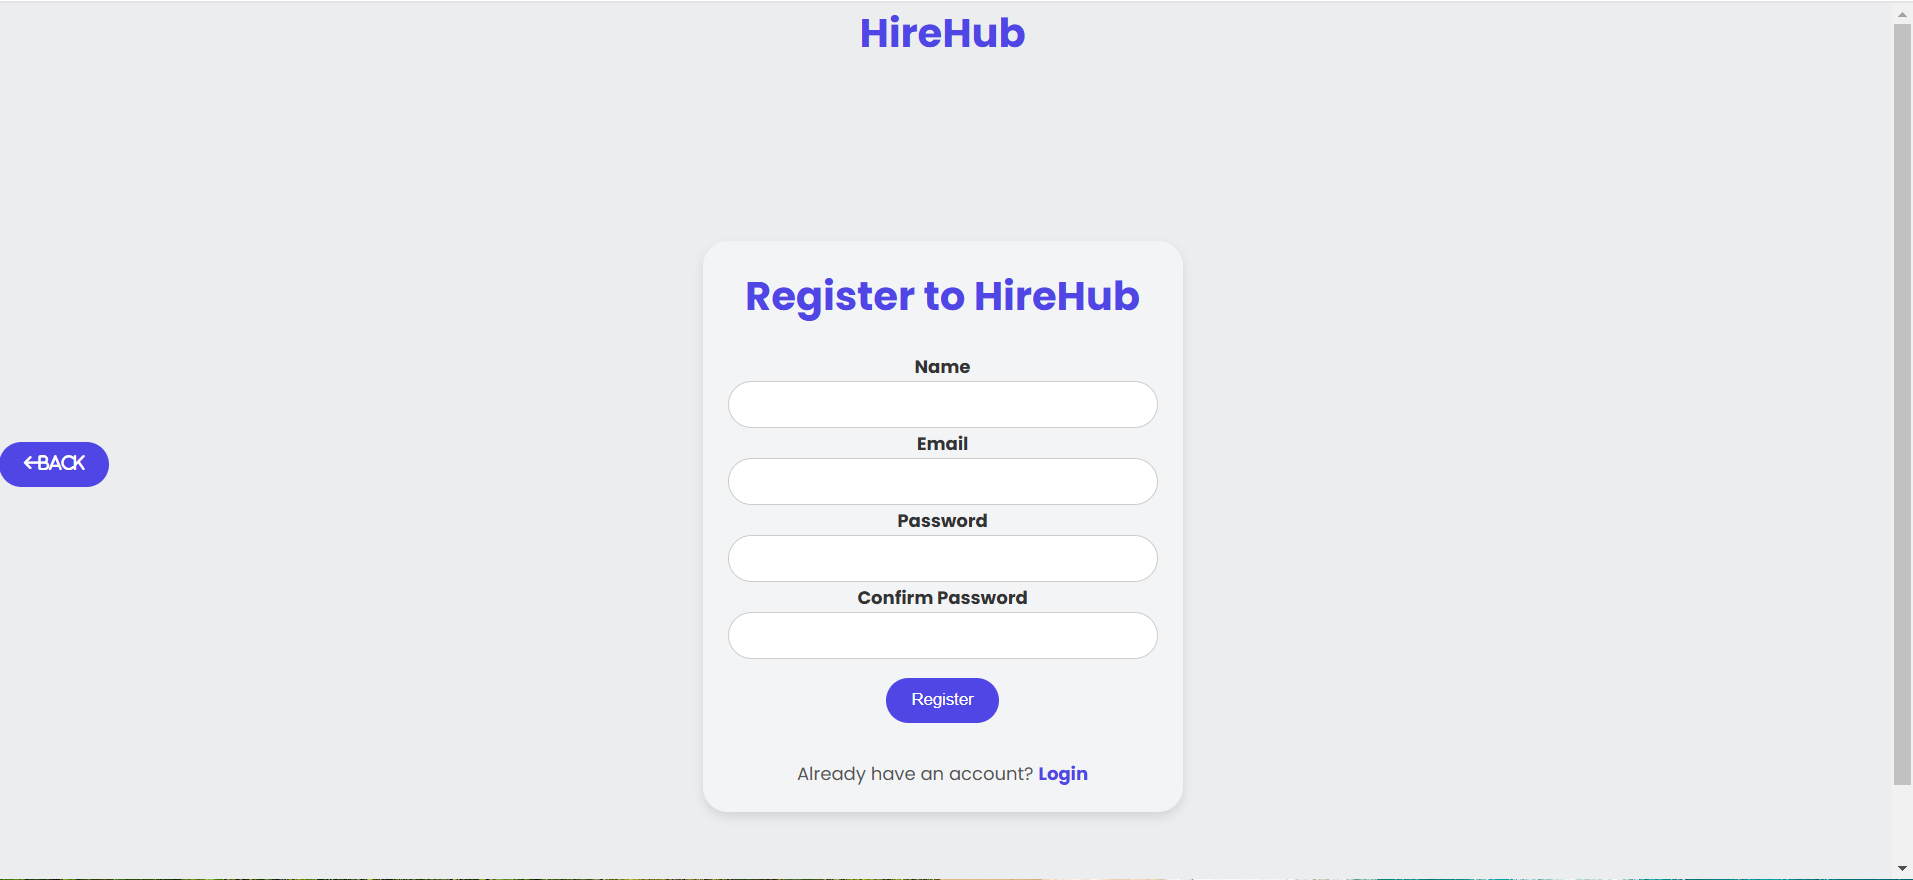 HireHub
Register to HireHub
Name
Email
←BACK
Password
Confirm Password
Register
Already have an account? Login